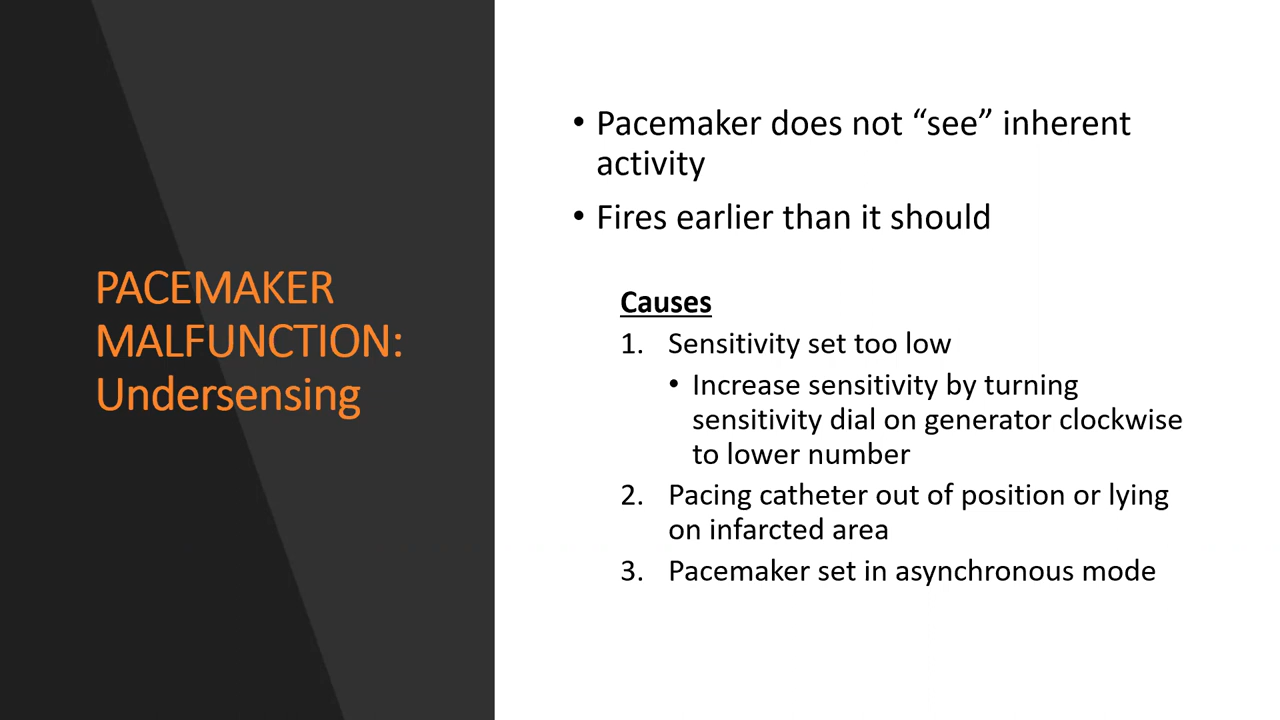 PACEMAKER
MALFUNCTION:
Undersensing
• Pacemaker does not “see” inherent
activity
• Fires earlier than it should
Causes
1. Sensitivity set too low
• Increase sensitivity by turning
sensitivity dial on generator clockwise
to lower number
2. Pacing catheter out of position or lying
on infarcted area
3. Pacemaker set in asynchronous mode